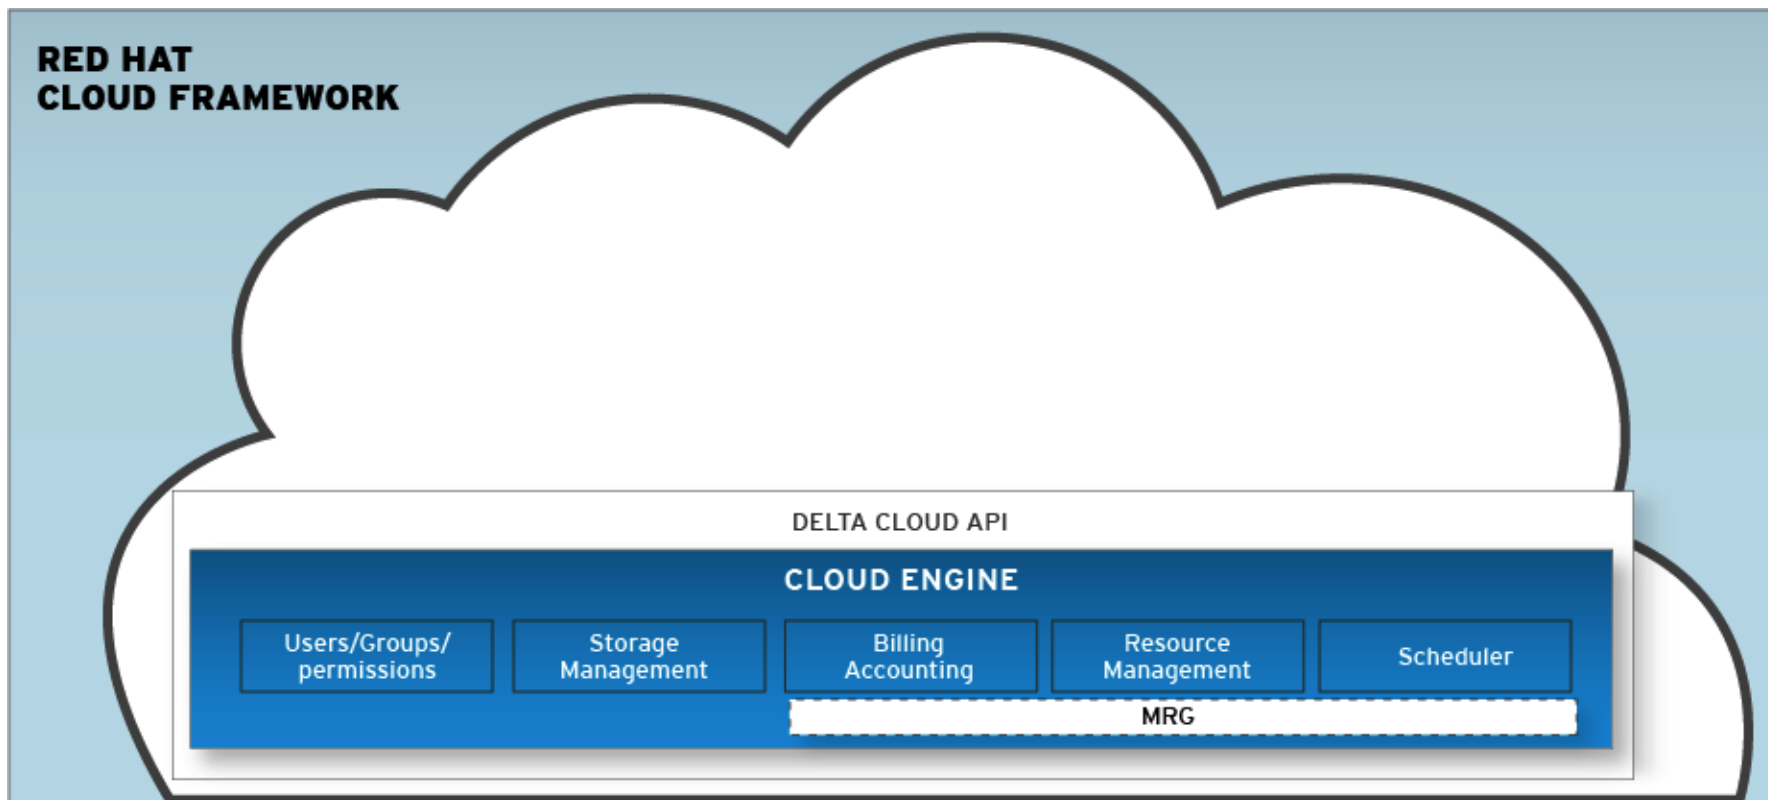 RED HAT
CLOUD FRAMEWORK
DELTA CLOUD API
CLOUD ENGINE
Users/Groups/
permissions
Storage
Management
Billing
Accounting
Resource
Management
Scheduler
MRG